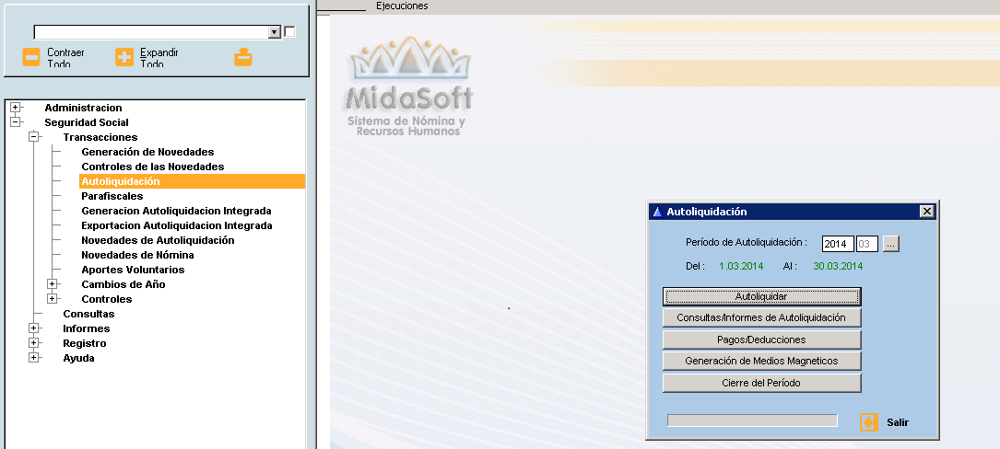 Ejecuciones
Contraer
Todo
Expandir
Todo
Administracion
Seguridad Social
Transacciones
Generación de Novedades
Controles de las Novedades
Autoliquidación
Parafiscales
Generacion Autoliquidacion Integrada
Exportacion Autoliquidacion Integrada
Novedades de Autoliquidación
Novedades de Nómina
Aportes Voluntarios
Cambios de Año
Controles
Consultas
Informes
Registro
Ayuda
MidaSoft
Sistema de Nómina y
Recursos Humanos
Autoliquidación
Período de Autoliquidación : 2014 03 ...
Del : 1.03.2014 Al : 30.03.2014
Autoliquidar
Consultas/Informes de Autoliquidación
Pagos/Deducciones
Generación de Medios Magneticos
Cierre del Período
Salir